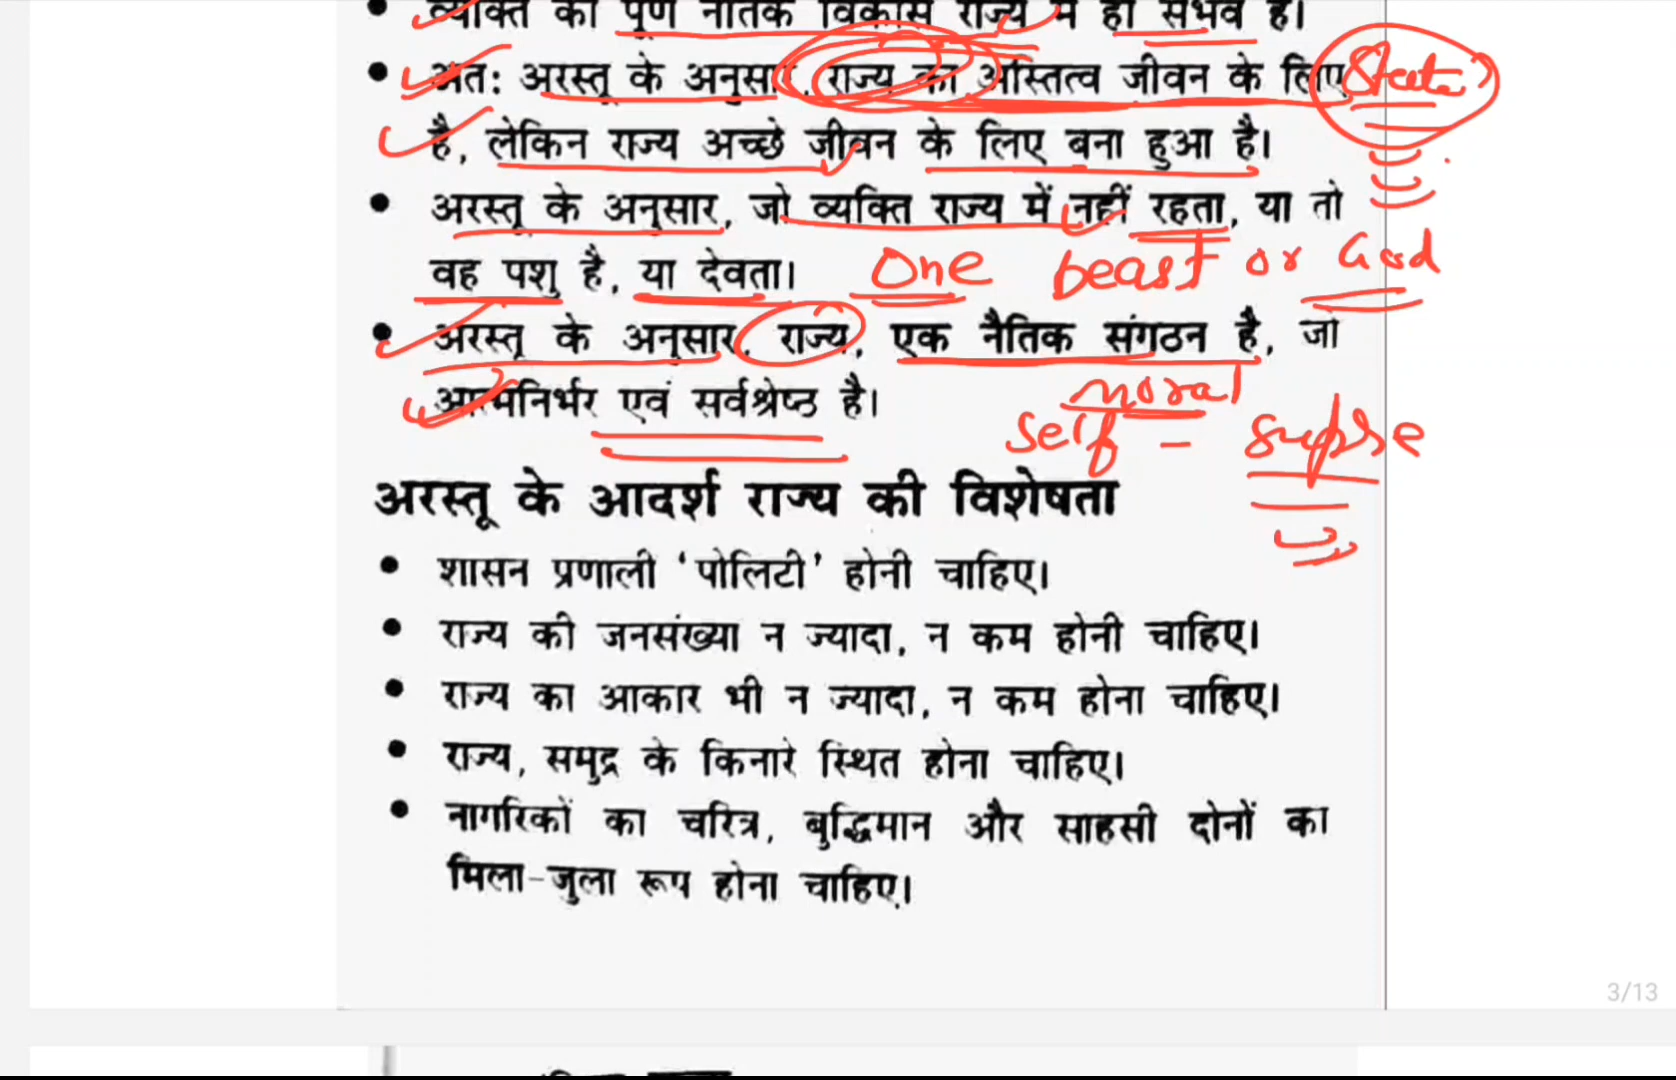 व्यक्ति का पूर्ण नैतिक विकास राज्य में ही संभव है।
अतः अरस्तू के अनुसार, राज्य का अस्तित्व जीवन के लिए State
है, लेकिन राज्य अच्छे जीवन के लिए बना हुआ है।
अरस्तू के अनुसार, जो व्यक्ति राज्य में नहीं रहता, या तो
वह पशु है, या देवता। One beast or God
अरस्तू के अनुसार, राज्य, एक नैतिक संगठन है, जो
आत्मनिर्भर एवं सर्वश्रेष्ठ है। moral
self - supre
अरस्तू के आदर्श राज्य की विशेषता
शासन प्रणाली ‘पोलिटी’ होनी चाहिए।
राज्य की जनसंख्या न ज्यादा, न कम होनी चाहिए।
राज्य का आकार भी न ज्यादा, न कम होना चाहिए।
राज्य, समुद्र के किनारे स्थित होना चाहिए।
नागरिकों का चरित्र, बुद्धिमान और साहसी दोनों का
मिला-जुला रूप होना चाहिए।
3/13